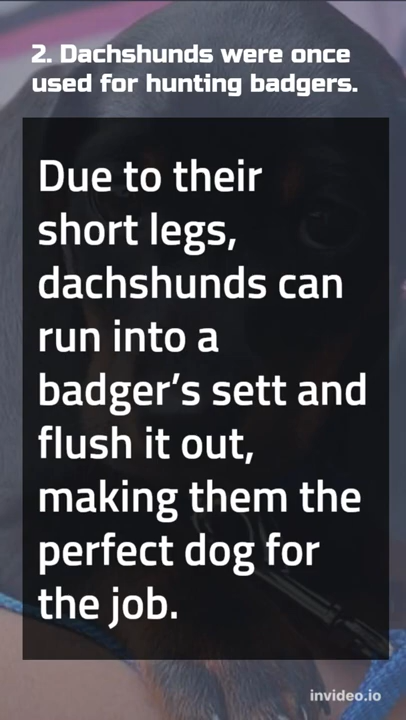 2. Dachshunds were once
used for hunting badgers.
Due to their
short legs,
dachshunds can
run into a
badger’s sett and
flush it out,
making them the
perfect dog for
the job.
invideo.io